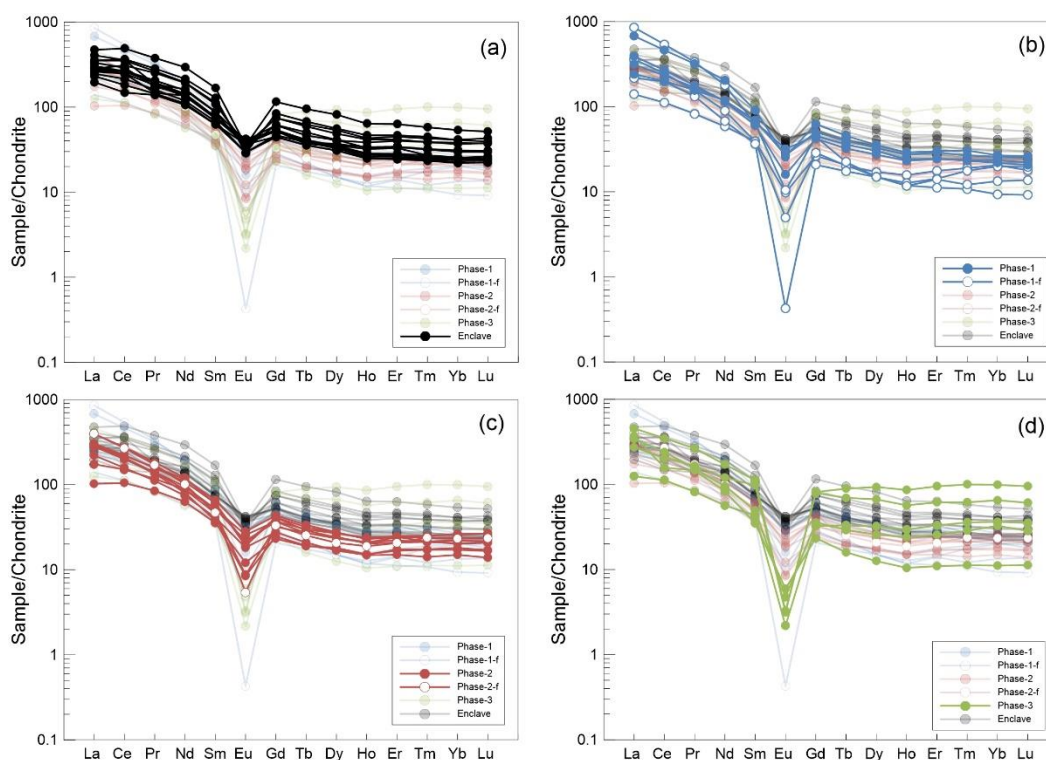 (a)
Sample/Chondrite
1000
100
10
1
0.1
Phase-1
Phase-1-f
Phase-2
Phase-2-f
Phase-3
Enclave
La Ce Pr Nd Sm Eu Gd Tb Dy Ho Er Tm Yb Lu
(b)
Sample/Chondrite
1000
100
10
1
0.1
Phase-1
Phase-1-f
Phase-2
Phase-2-f
Phase-3
Enclave
La Ce Pr Nd Sm Eu Gd Tb Dy Ho Er Tm Yb Lu
(c)
Sample/Chondrite
1000
100
10
1
0.1
Phase-1
Phase-1-f
Phase-2
Phase-2-f
Phase-3
Enclave
La Ce Pr Nd Sm Eu Gd Tb Dy Ho Er Tm Yb Lu
(d)
Sample/Chondrite
1000
100
10
1
0.1
Phase-1
Phase-1-f
Phase-2
Phase-2-f
Phase-3
Enclave
La Ce Pr Nd Sm Eu Gd Tb Dy Ho Er Tm Yb Lu